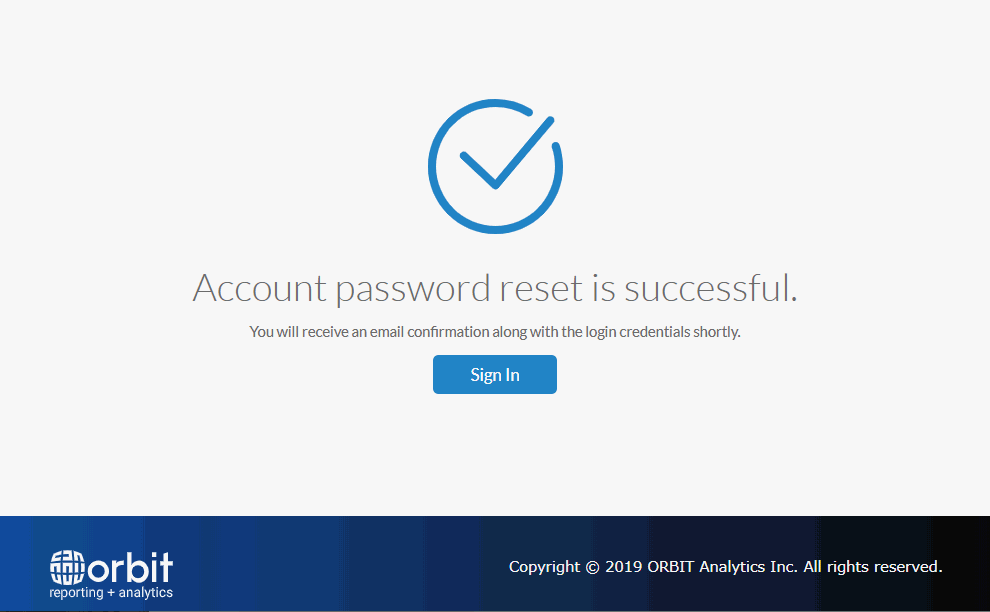 Account password reset is successful.
You will receive an email confirmation along with the login credentials shortly.
Sign In
orbit
reporting + analytics
Copyright © 2019 ORBIT Analytics Inc. All rights reserved.